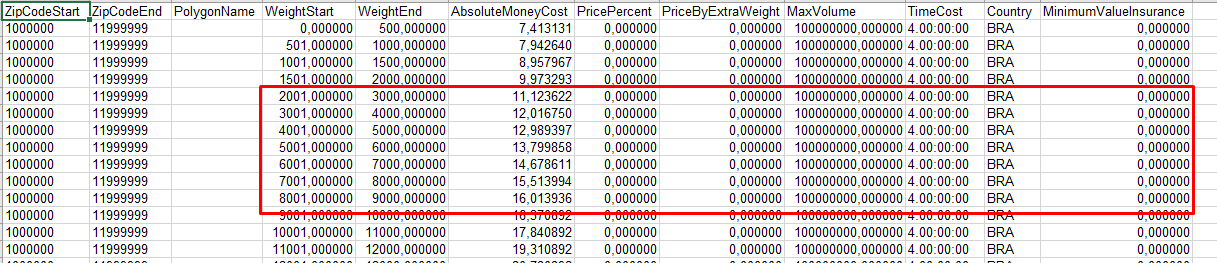 ZipCodeStart ZipCodeEnd PolygonName WeightStart WeightEnd AbsoluteMoneyCost PricePercent PriceByExtraWeight MaxVolume TimeCost Country MinimumValueInsurance
1000000 11999999 0,000000 500,000000 7,413131 0,000000 0,000000 100000000,000000 4.00:00:00 BRA 0,000000
1000000 11999999 501,000000 1000,000000 7,942640 0,000000 0,000000 100000000,000000 4.00:00:00 BRA 0,000000
1000000 11999999 1001,000000 1500,000000 8,957967 0,000000 0,000000 100000000,000000 4.00:00:00 BRA 0,000000
1000000 11999999 1501,000000 2000,000000 9,973293 0,000000 0,000000 100000000,000000 4.00:00:00 BRA 0,000000
1000000 11999999 2001,000000 3000,000000 11,123622 0,000000 0,000000 100000000,000000 4.00:00:00 BRA 0,000000
1000000 11999999 3001,000000 4000,000000 12,016750 0,000000 0,000000 100000000,000000 4.00:00:00 BRA 0,000000
1000000 11999999 4001,000000 5000,000000 12,989397 0,000000 0,000000 100000000,000000 4.00:00:00 BRA 0,000000
1000000 11999999 5001,000000 6000,000000 13,799858 0,000000 0,000000 100000000,000000 4.00:00:00 BRA 0,000000
1000000 11999999 6001,000000 7000,000000 14,678611 0,000000 0,000000 100000000,000000 4.00:00:00 BRA 0,000000
1000000 11999999 7001,000000 8000,000000 15,513994 0,000000 0,000000 100000000,000000 4.00:00:00 BRA 0,000000
1000000 11999999 8001,000000 9000,000000 16,013936 0,000000 0,000000 100000000,000000 4.00:00:00 BRA 0,000000
1000000 11999999 9001,000000 10000,000000 16,370892 0,000000 0,000000 100000000,000000 4.00:00:00 BRA 0,000000
1000000 11999999 10001,000000 11000,000000 17,840892 0,000000 0,000000 100000000,000000 4.00:00:00 BRA 0,000000
1000000 11999999 11001,000000 12000,000000 19,310892 0,000000 0,000000 100000000,000000 4.00:00:00 BRA 0,000000